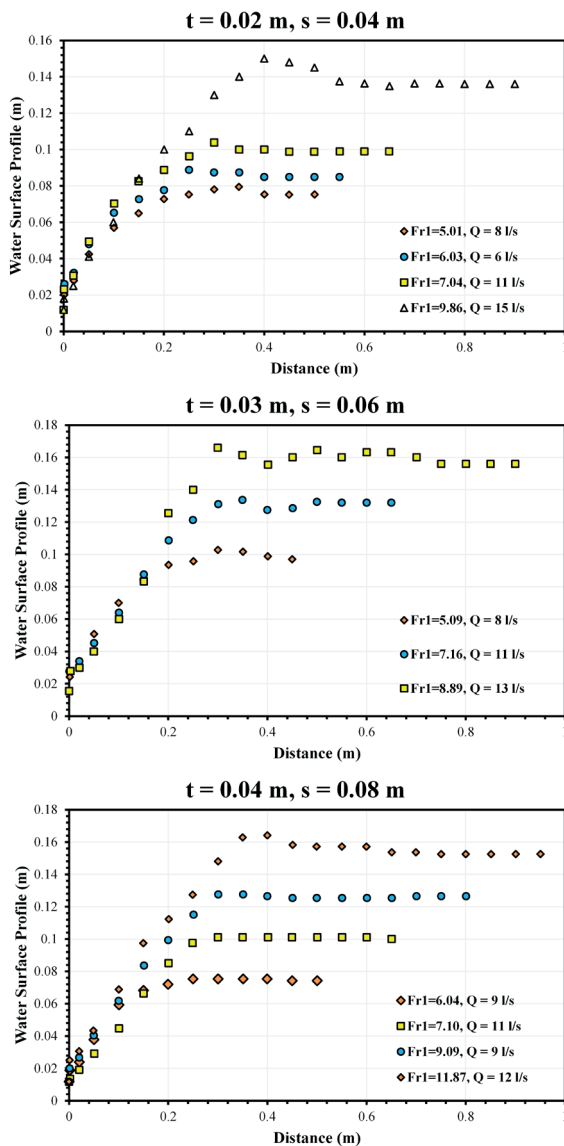 t = 0.02 m, s = 0.04 m
Water Surface Profile (m)
0.16
0.14
0.12
0.1
0.08
0.06
0.04
0.02
0
Fr1=5.01, Q = 8 l/s
Fr1=6.03, Q = 6 l/s
Fr1=7.04, Q = 11 l/s
Fr1=9.86, Q = 15 l/s
0 0.2 0.4 0.6 0.8 1
Distance (m)
t = 0.03 m, s = 0.06 m
Water Surface Profile (m)
0.18
0.16
0.14
0.12
0.1
0.08
0.06
0.04
0.02
0
Fr1=5.09, Q = 8 l/s
Fr1=7.16, Q = 11 l/s
Fr1=8.89, Q = 13 l/s
0 0.2 0.4 0.6 0.8 1
Distance (m)
t = 0.04 m, s = 0.08 m
Water Surface Profile (m)
0.18
0.16
0.14
0.12
0.1
0.08
0.06
0.04
0.02
0
Fr1=6.04, Q = 9 l/s
Fr1=7.10, Q = 11 l/s
Fr1=9.09, Q = 9 l/s
Fr1=11.87, Q = 12 l/s
0 0.2 0.4 0.6 0.8 1
Distance (m)